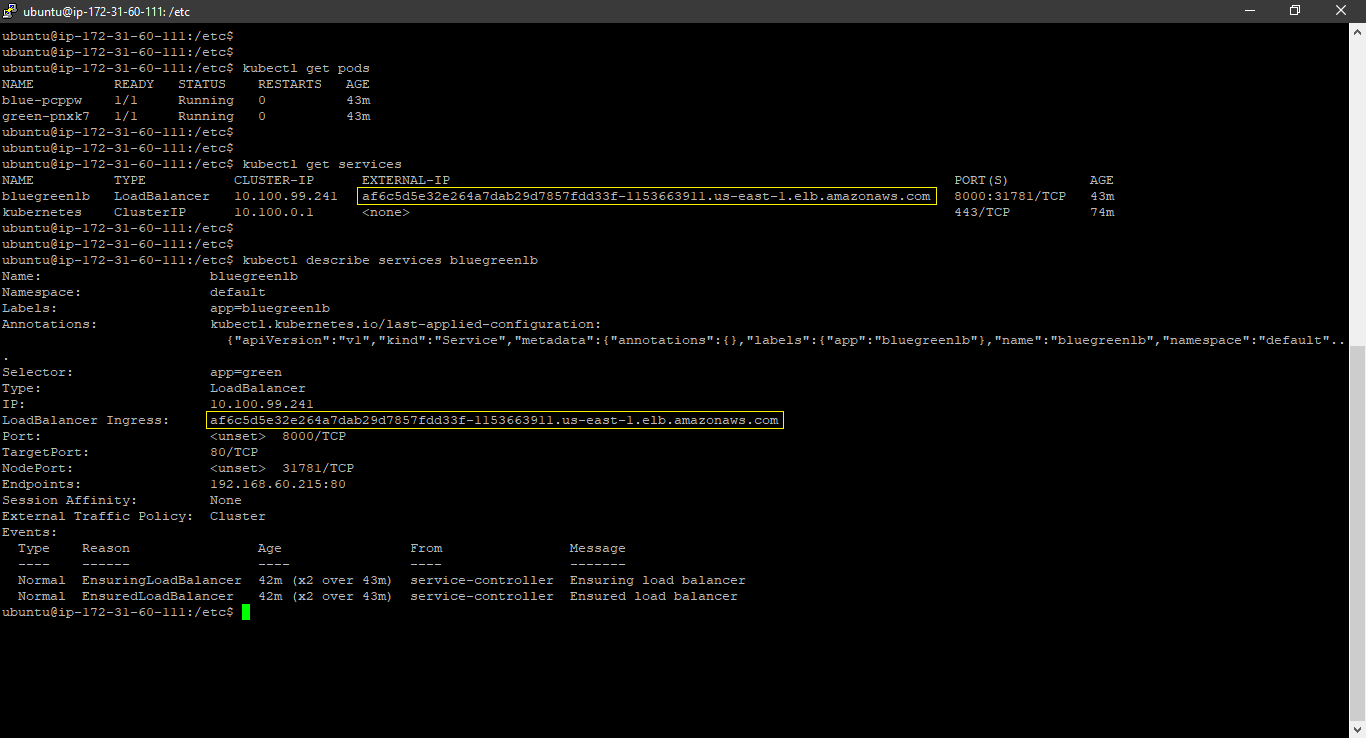 ubuntu@ip-172-31-60-111: /etc
ubuntu@ip-172-31-60-111:/etc$
ubuntu@ip-172-31-60-111:/etc$
ubuntu@ip-172-31-60-111:/etc$ kubectl get pods
NAME READY STATUS RESTARTS AGE
blue-pcppw 1/1 Running 0 43m
green-pnxk7 1/1 Running 0 43m
ubuntu@ip-172-31-60-111:/etc$
ubuntu@ip-172-31-60-111:/etc$
ubuntu@ip-172-31-60-111:/etc$ kubectl get services
NAME TYPE CLUSTER-IP EXTERNAL-IP PORT(S) AGE
bluegreenlb LoadBalancer 10.100.99.241 af6c5d5e32e264a7dab29d7857fdd33f-1153663911.us-east-1.elb.amazonaws.com 8000:31781/TCP 43m
kubernetes ClusterIP 10.100.0.1 <none> 443/TCP 74m
ubuntu@ip-172-31-60-111:/etc$
ubuntu@ip-172-31-60-111:/etc$
ubuntu@ip-172-31-60-111:/etc$ kubectl describe services bluegreenlb
Name: bluegreenlb
Namespace: default
Labels: app=bluegreenlb
Annotations: kubectl.kubernetes.io/last-applied-configuration:
{"apiVersion":"v1","kind":"Service","metadata":{"annotations":{},"labels":{"app":"bluegreenlb"},"name":"bluegreenlb","namespace":"default"..
.
Selector: app=green
Type: LoadBalancer
IP: 10.100.99.241
LoadBalancer Ingress: af6c5d5e32e264a7dab29d7857fdd33f-1153663911.us-east-1.elb.amazonaws.com
Port: <unset> 8000/TCP
TargetPort: 80/TCP
NodePort: <unset> 31781/TCP
Endpoints: 192.168.60.215:80
Session Affinity: None
External Traffic Policy: Cluster
Events:
Type Reason Age From Message
---- ------ ---- ---- -------
Normal EnsuringLoadBalancer 42m (x2 over 43m) service-controller Ensuring load balancer
Normal EnsuredLoadBalancer 42m (x2 over 43m) service-controller Ensured load balancer
ubuntu@ip-172-31-60-111:/etc$